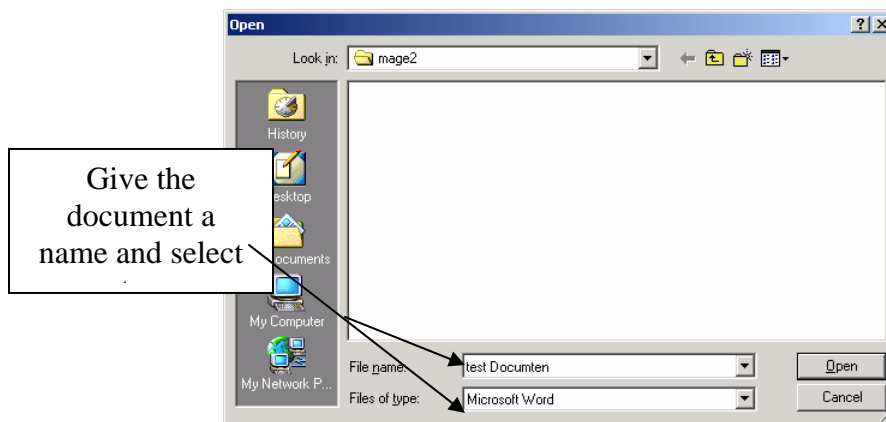 Open
Look in: mage2
History
Give the
document a
name and select
esktop
ocuments
My Computer
My Network P...
File name: test Documten Open
Files of type: Microsoft Word Cancel